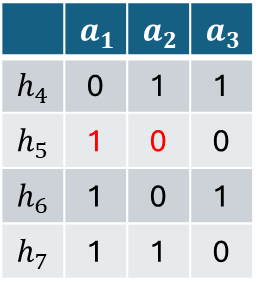 a₁ a₂ a₃
h₄ 0 1 1
h₅ 1 0 0
h₆ 1 0 1
h₇ 1 1 0